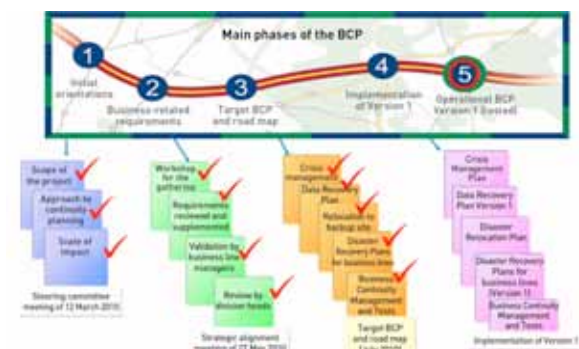 Main phases of the BCP
1
2
3
4
5
Initial
orientations
Business-related
requirements
Target BCP
and road map
Implementation
of Version 1
Operational BCP
Version 1 (tested)
Scope of
the project
Approach to
continuity
planning
Scale of
impact
Steering committee
meeting of 12 March 2010
Workshop
for the
gathering
Requirements
reviewed and
supplemented
Validation by
business line
managers
Review by
division heads
Strategic alignment
Crisis
management
Data Recovery
Plan
Relocation to
backup site
Disaster
Recovery Plans
for business lines
Business
Continuity
Management
and Tests
Target BCP
and road map
Crisis
Management
Plan
Data Recovery
Plan Version 1
Disaster
Relocation Plan
Disaster Recovery
Plans for
business lines
(Version 1)
Business Continuity
Management
and Tests
Implementation of Version 1